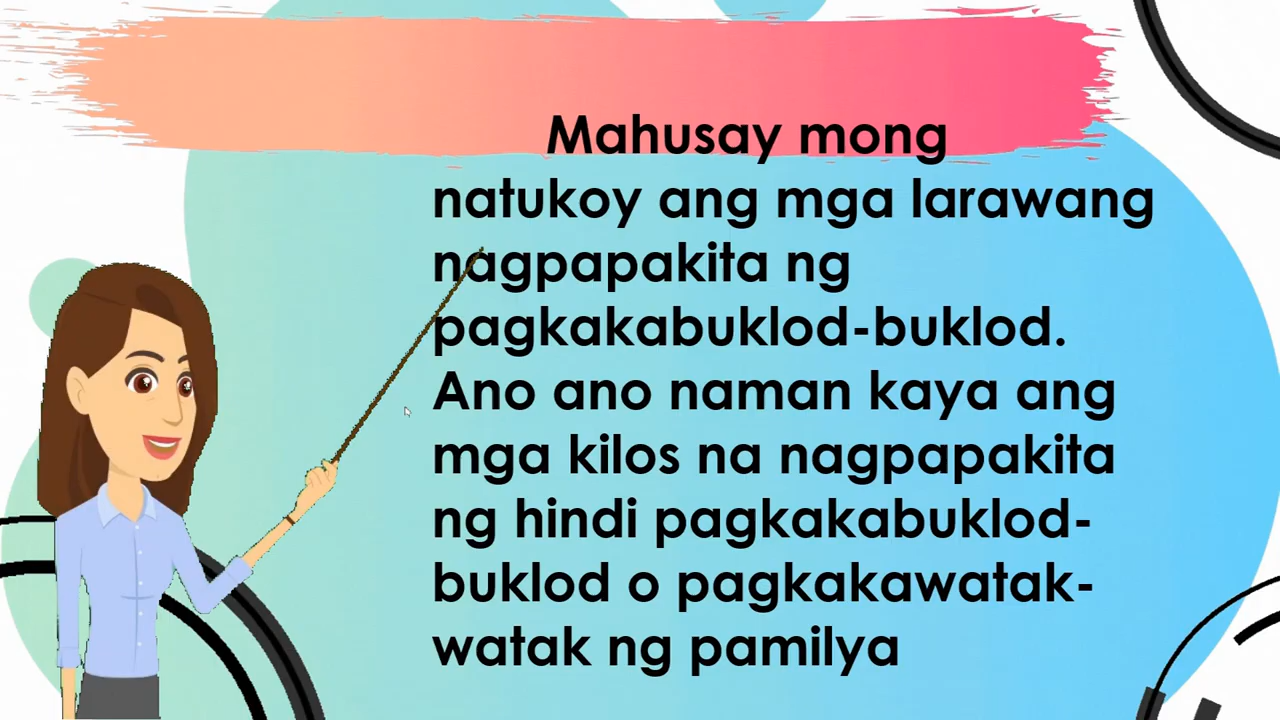 Mahusay mong
natukoy ang mga larawang
nagpapakita ng
pagkakabuklod-buklod.
Ano ano naman kaya ang
mga kilos na nagpapakita
ng hindi pagkakabuklod-
buklod o pagkakawatak-
watak ng pamilya